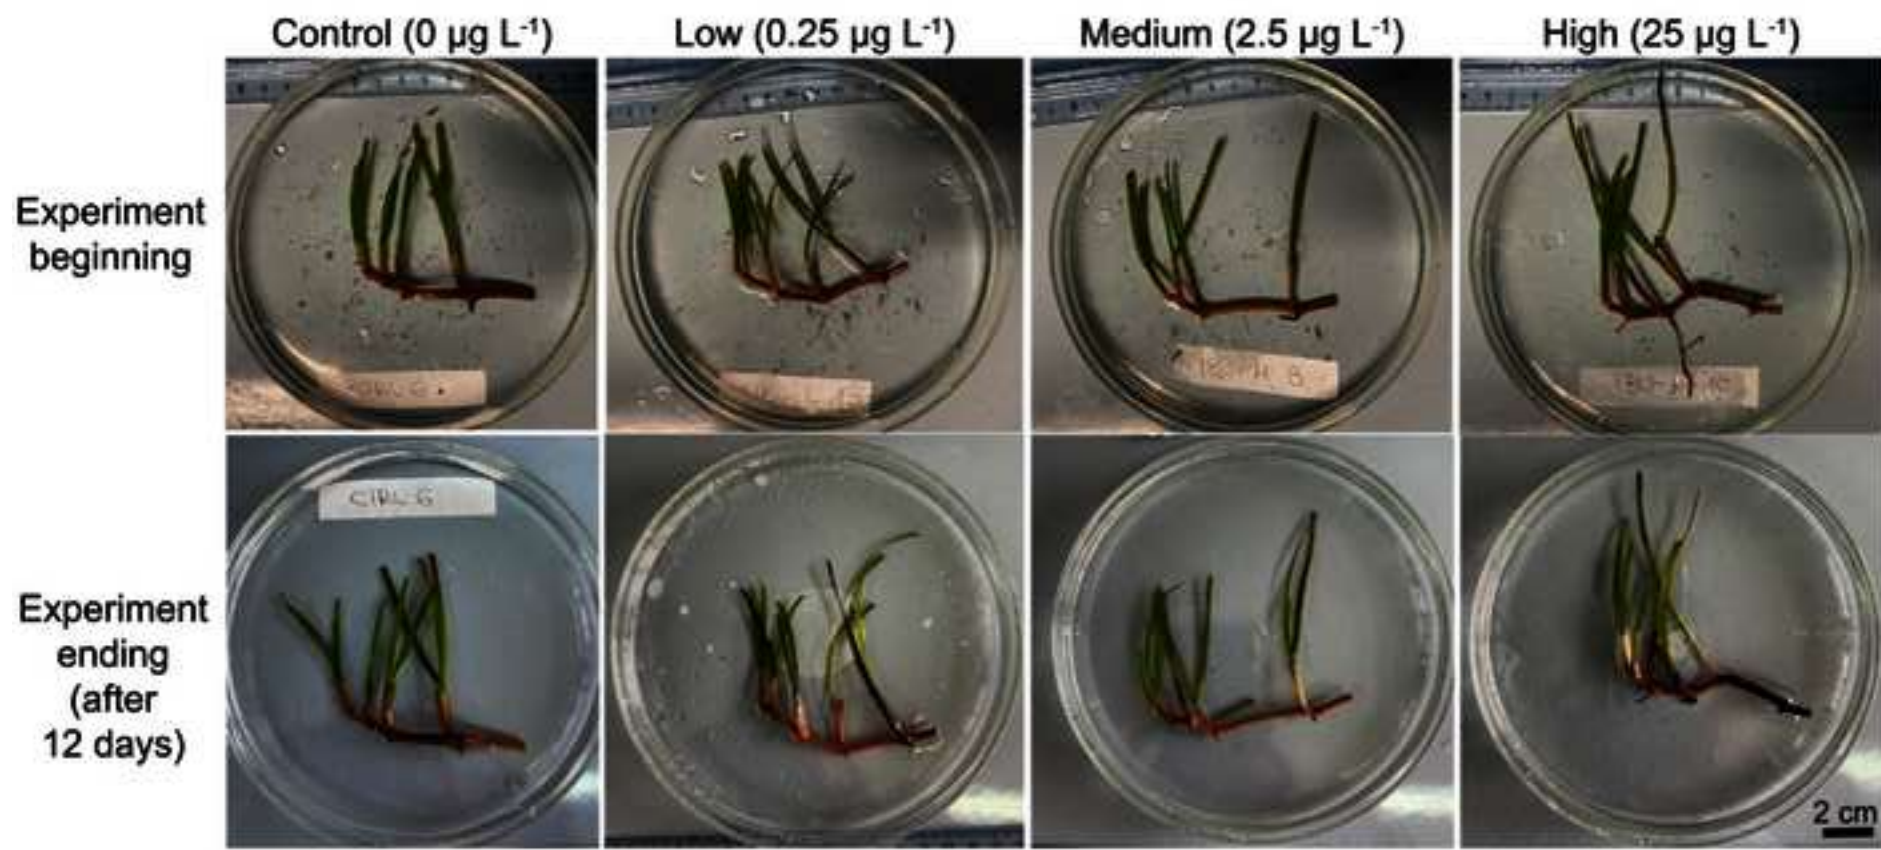 Control (0 µg L-1)
Low (0.25 µg L-1)
Medium (2.5 µg L-1)
High (25 µg L-1)
Experiment
beginning
CTRL G
Experiment
ending
(after
12 days)
2 cm